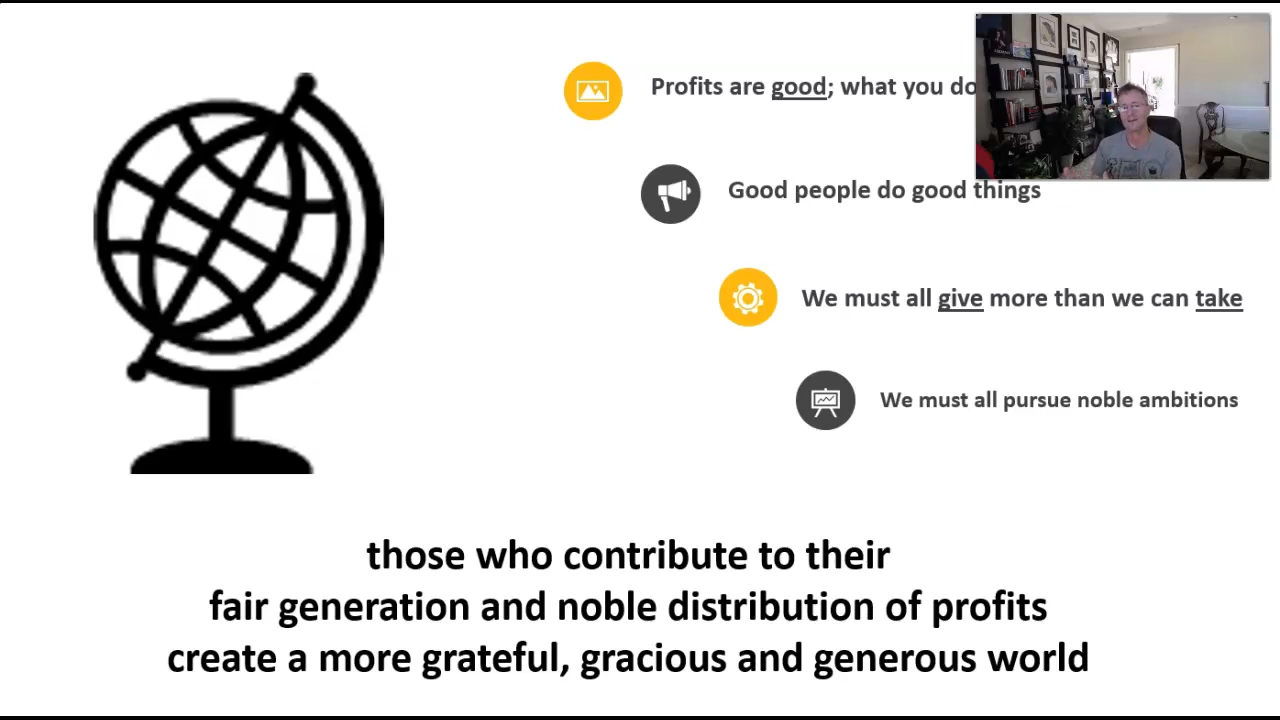 Profits are good; what you do
Good people do good things
We must all give more than we can take
We must all pursue noble ambitions
those who contribute to their
fair generation and noble distribution of profits
create a more grateful, gracious and generous world